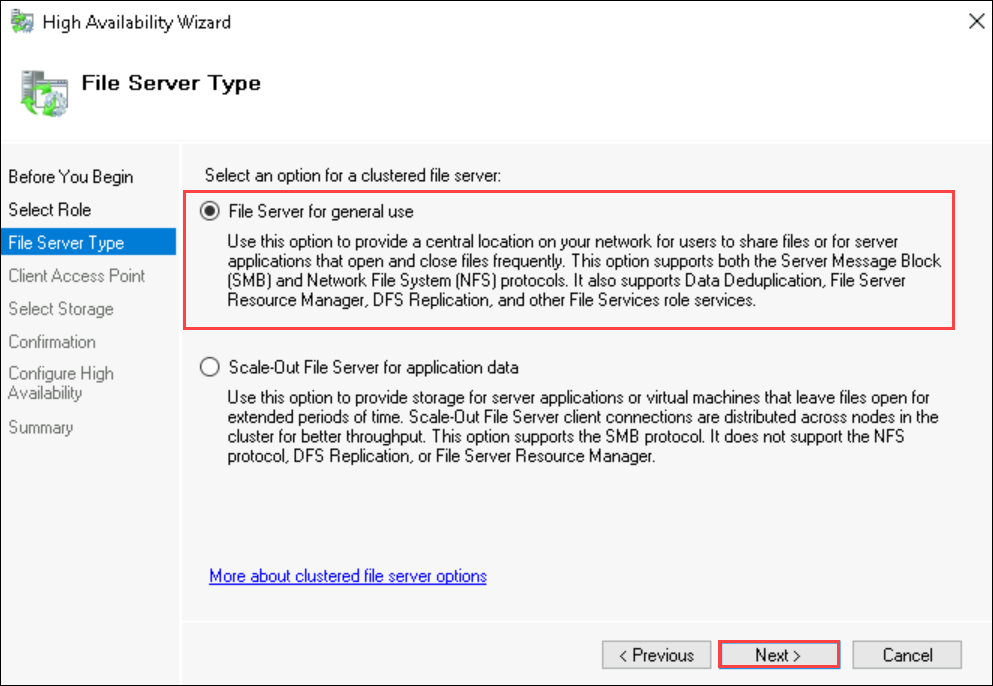 High Availability Wizard
File Server Type
Before You Begin
Select Role
File Server Type
Client Access Point
Select Storage
Confirmation
Configure High
Availability
Summary
Select an option for a clustered file server:
File Server for general use
Use this option to provide a central location on your network for users to share files or for server
applications that open and close files frequently. This option supports both the Server Message Block
(SMB) and Network File System (NFS) protocols. It also supports Data Deduplication, File Server
Resource Manager, DFS Replication, and other File Services role services.
Scale-Out File Server for application data
Use this option to provide storage for server applications or virtual machines that leave files open for
extended periods of time. Scale-Out File Server client connections are distributed across nodes in the
cluster for better throughput. This option supports the SMB protocol. It does not support the NFS
protocol, DFS Replication, or File Server Resource Manager.
More about clustered file server options
< Previous
Next >
Cancel